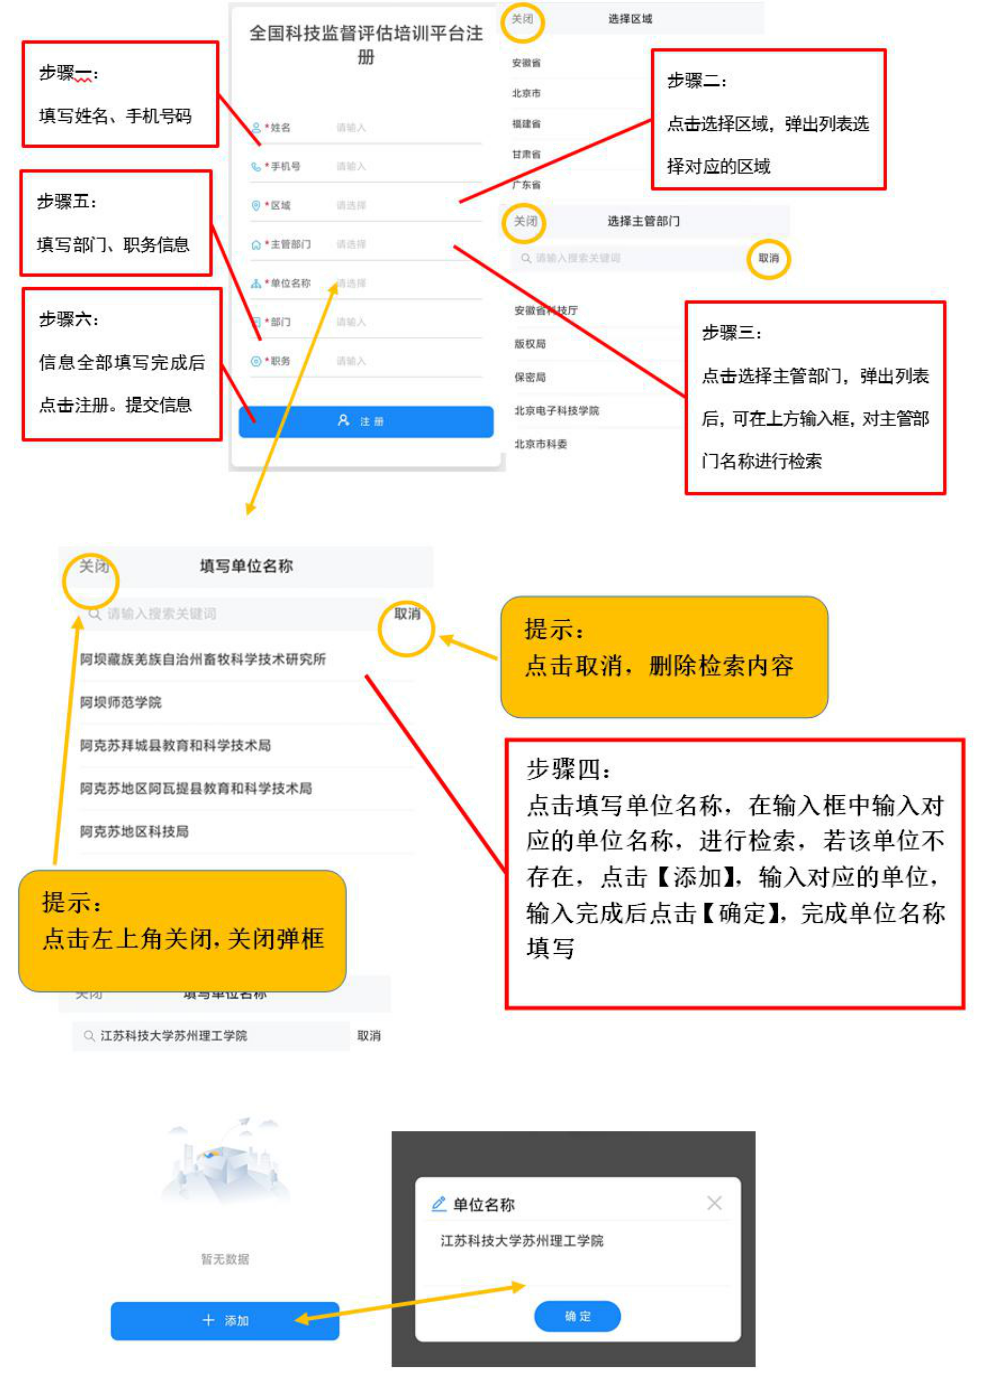 全国科技监督评估培训平台注
册
*姓名 请输入
*手机号 请输入
*区域 请选择
*主管部门 请选择
*单位名称 请选择
*部门 请输入
*职务 请输入
注 册
步骤一：
填写姓名、手机号码
步骤五：
填写部门、职务信息
步骤六：
信息全部填写完成后
点击注册。提交信息
关闭 选择区域
安徽省
北京市
福建省
甘肃省
广东省
步骤二：
点击选择区域，弹出列表选
择对应的区域
关闭 选择主管部门
请输入搜索关键词 取消
安徽省科技厅
版权局
保密局
北京电子科技学院
北京市科委
步骤三：
点击选择主管部门，弹出列表
后，可在上方输入框，对主管部
门名称进行检索
关闭 填写单位名称
请输入搜索关键词 取消
阿坝藏族羌族自治州畜牧科学技术研究所
阿坝师范学院
阿克苏拜城县教育和科学技术局
阿克苏地区阿瓦提县教育和科学技术局
阿克苏地区科技局
提示：
点击取消，删除检索内容
步骤四：
点击填写单位名称，在输入框中输入对
应的单位名称，进行检索，若该单位不
存在，点击【添加】，输入对应的单位，
输入完成后点击【确定】，完成单位名称
填写
提示：
点击左上角关闭，关闭弹框
关闭 填写单位名称
江苏科技大学苏州理工学院 取消
暂无数据
＋ 添加
单位名称
江苏科技大学苏州理工学院
确 定